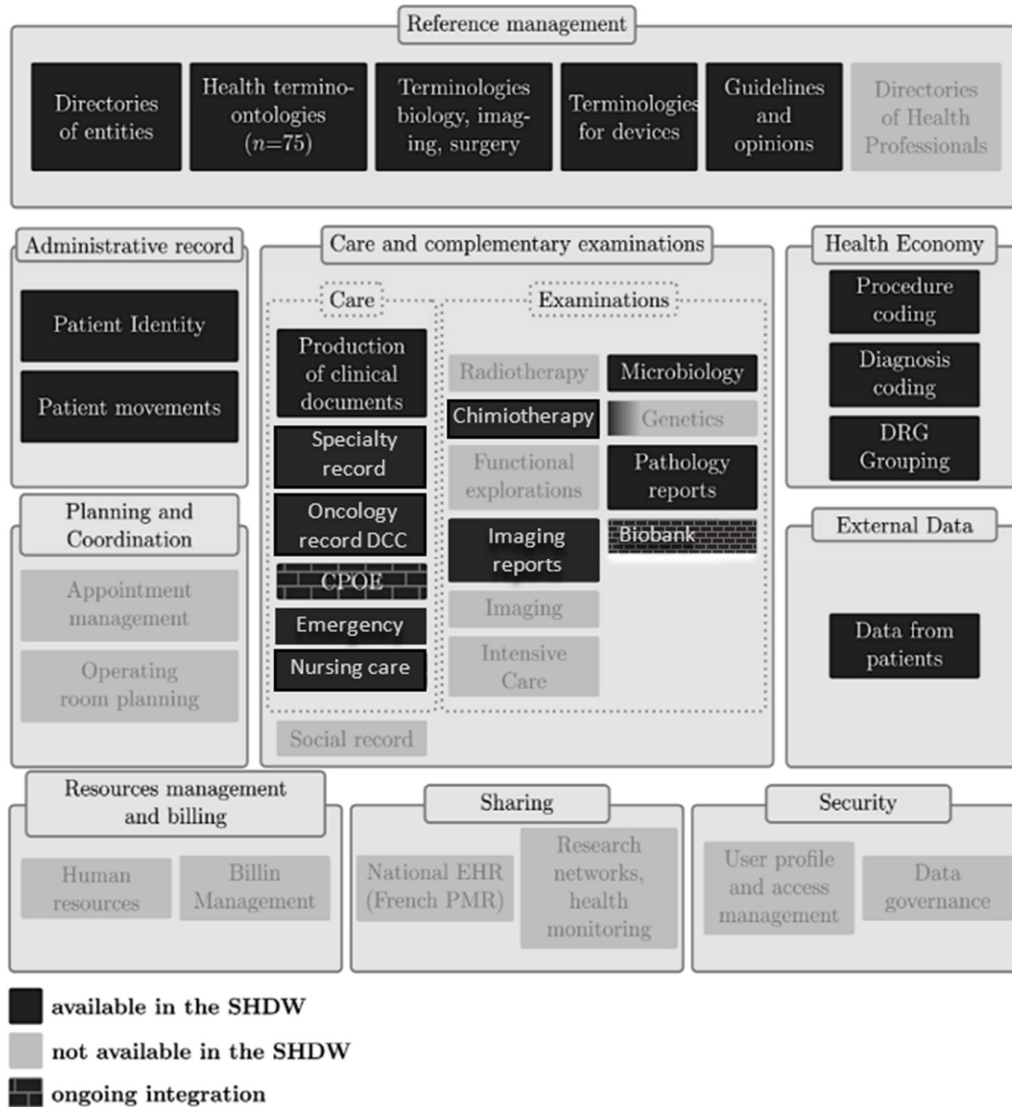 Reference management
Directories
of entities
Health termino-
ontologies
(n=75)
Terminologies
biology, imag-
ing, surgery
Terminologies
for devices
Guidelines
and
opinions
Directories
of Health
Professionals
Administrative record
Patient Identity
Patient movements
Care and complementary examinations
Care
Production
of clinical
documents
Specialty
record
Oncology
record DCC
CPOE
Emergency
Nursing care
Social record
Examinations
Radiotherapy
Chimiotherapy
Functional
explorations
Imaging
reports
Imaging
Intensive
Care
Microbiology
Genetics
Pathology
reports
Biobank
Health Economy
Procedure
coding
Diagnosis
coding
DRG
Grouping
Planning and
Coordination
Appointment
management
Operating
room planning
External Data
Data from
patients
Resources management
and billing
Human
resources
Billin
Management
Sharing
National EHR
(French PMR)
Research
networks,
health
monitoring
Security
User profile
and access
management
Data
governance
available in the SHDW
not available in the SHDW
ongoing integration